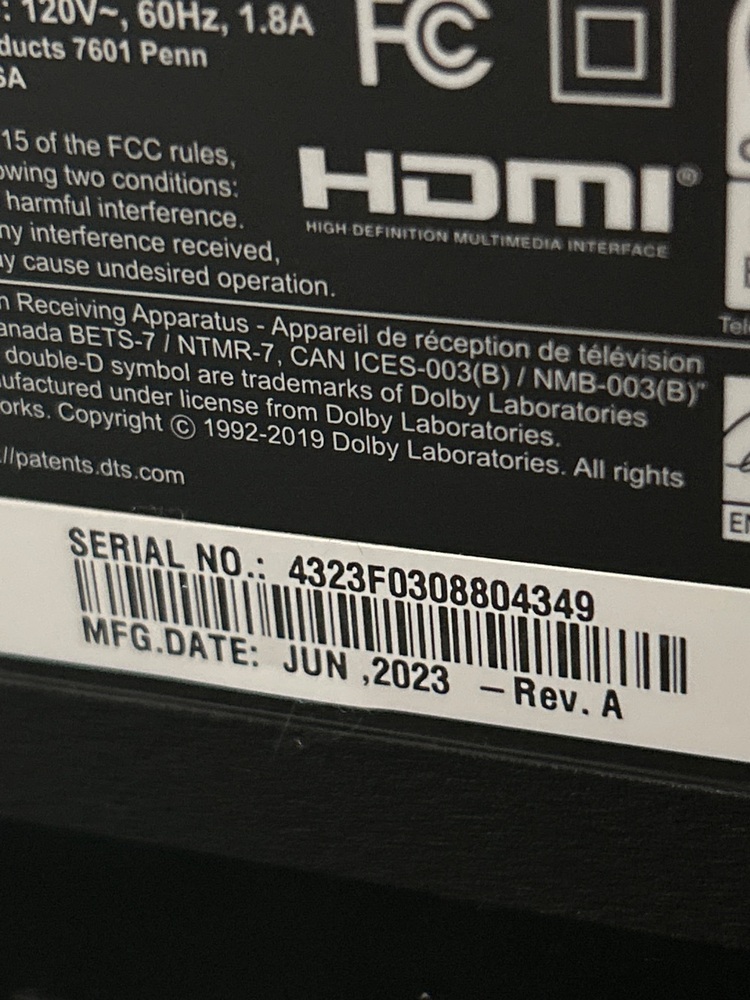 : 120V~, 60Hz, 1.8A
ducts 7601 Penn
SA
FC
15 of the FCC rules,
owing two conditions:
harmful interference.
ny interference received,
ay cause undesired operation.
HDMI®
HIGH-DEFINITION MULTIMEDIA INTERFACE
n Receiving Apparatus - Appareil de réception de télévision
anada BETS-7 / NTMR-7, CAN ICES-003(B) / NMB-003(B)"
double-D symbol are trademarks of Dolby Laboratories
ufactured under license from Dolby Laboratories.
orks. Copyright © 1992-2019 Dolby Laboratories. All rights
://patents.dts.com
Tel
EN
SERIAL NO.: 4323F0308804349
MFG.DATE: JUN ,2023 –Rev. A